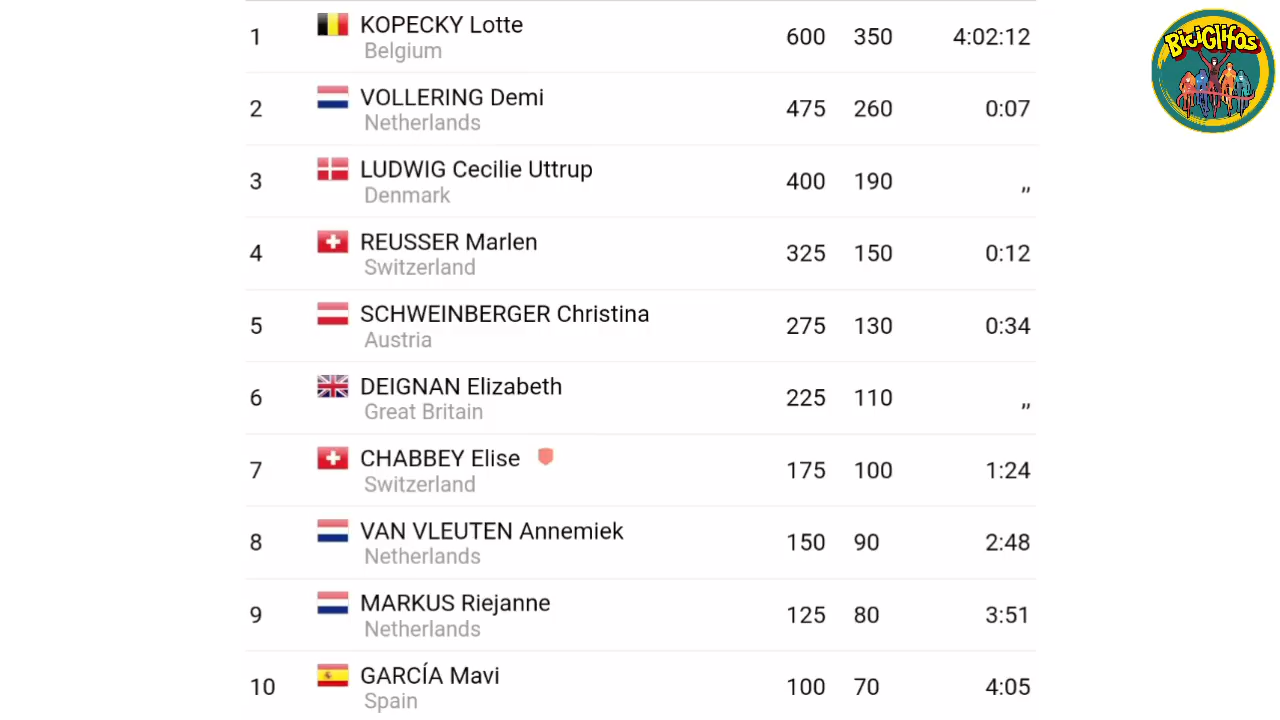 1 KOPECKY Lotte 600 350 4:02:12
Belgium
2 VOLLERING Demi 475 260 0:07
Netherlands
3 LUDWIG Cecilie Uttrup 400 190 ,,
Denmark
4 REUSSER Marlen 325 150 0:12
Switzerland
5 SCHWEINBERGER Christina 275 130 0:34
Austria
6 DEIGNAN Elizabeth 225 110 ,,
Great Britain
7 CHABBEY Elise 175 100 1:24
Switzerland
8 VAN VLEUTEN Annemiek 150 90 2:48
Netherlands
9 MARKUS Riejanne 125 80 3:51
Netherlands
10 GARCÍA Mavi 100 70 4:05
Spain
BiciGlifos